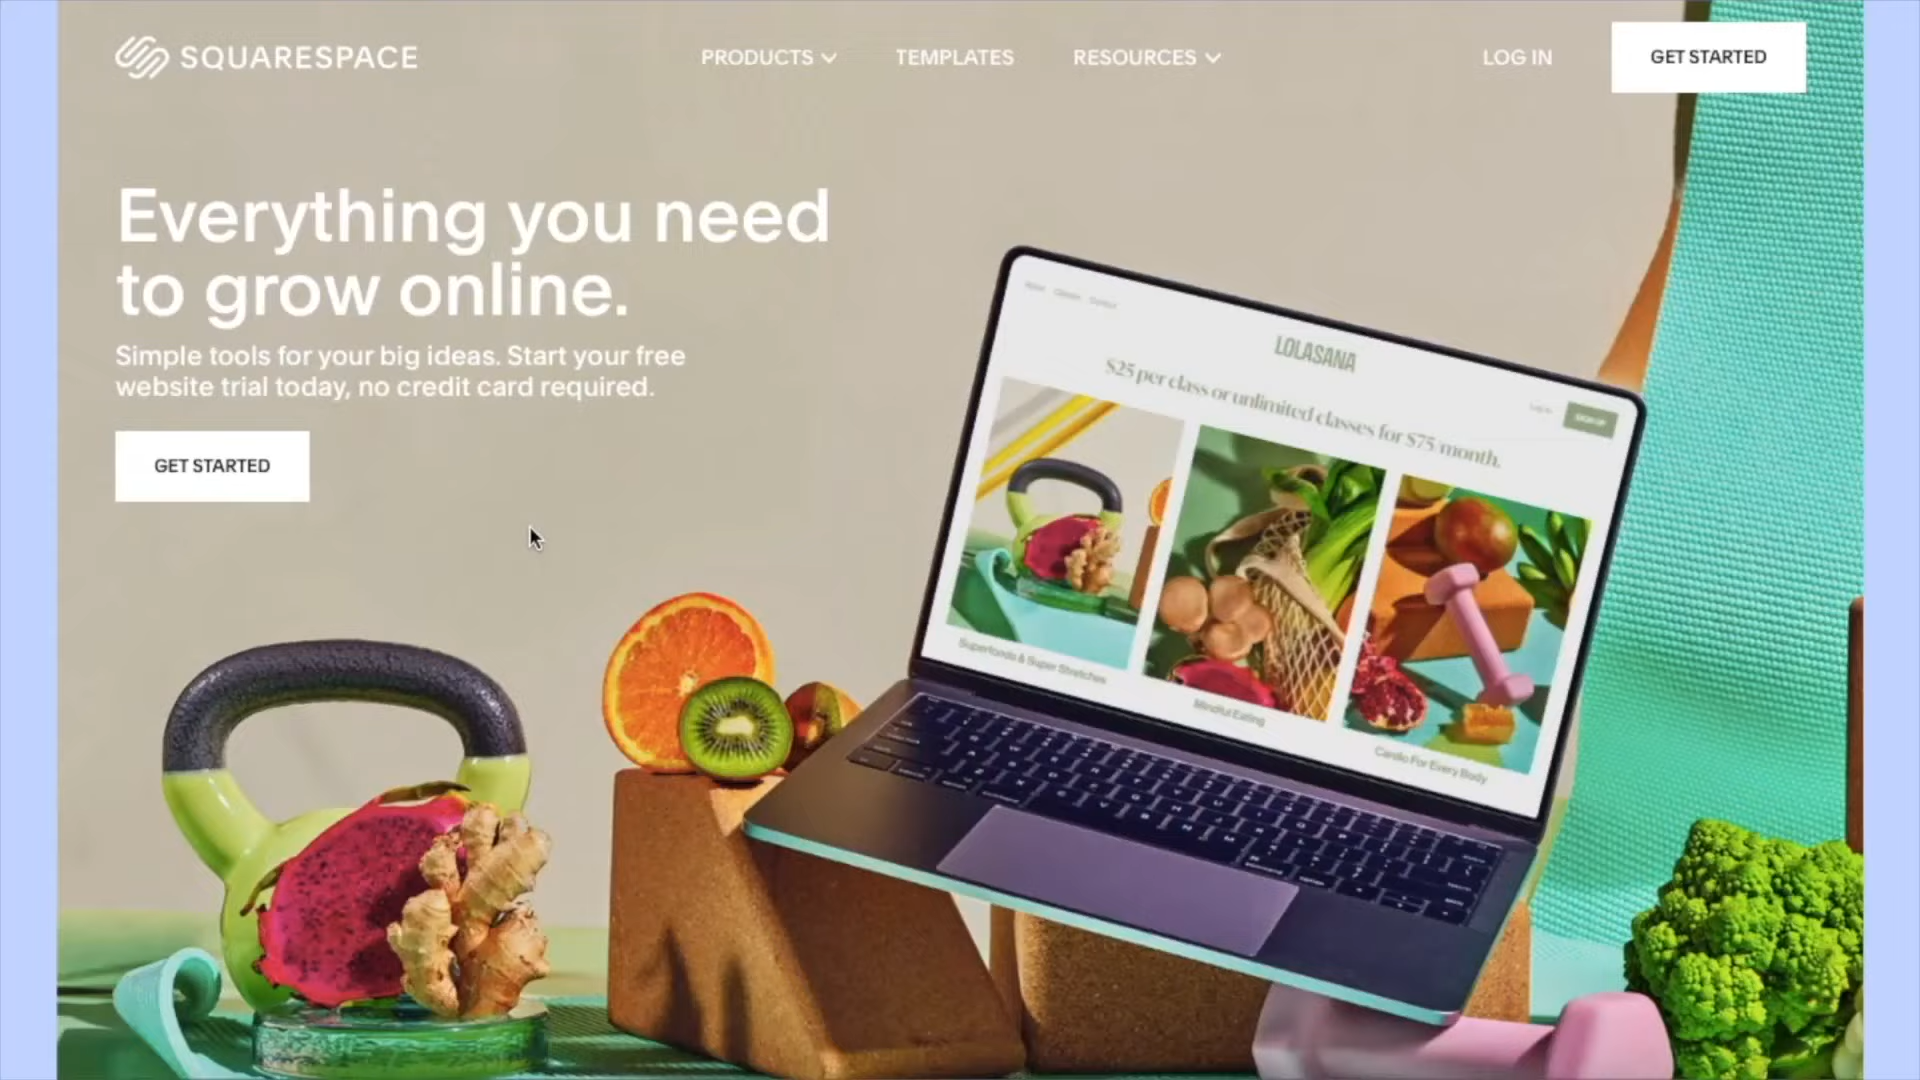 SQUARESPACE
PRODUCTS
TEMPLATES
RESOURCES
LOG IN
GET STARTED
Everything you need
to grow online.
Simple tools for your big ideas. Start your free
website trial today, no credit card required.
GET STARTED
LOLASANA
$25 per class or unlimited classes for $75/month.
Superfoods & Super Stretches
Mindful Eating
Cardio For Every Body